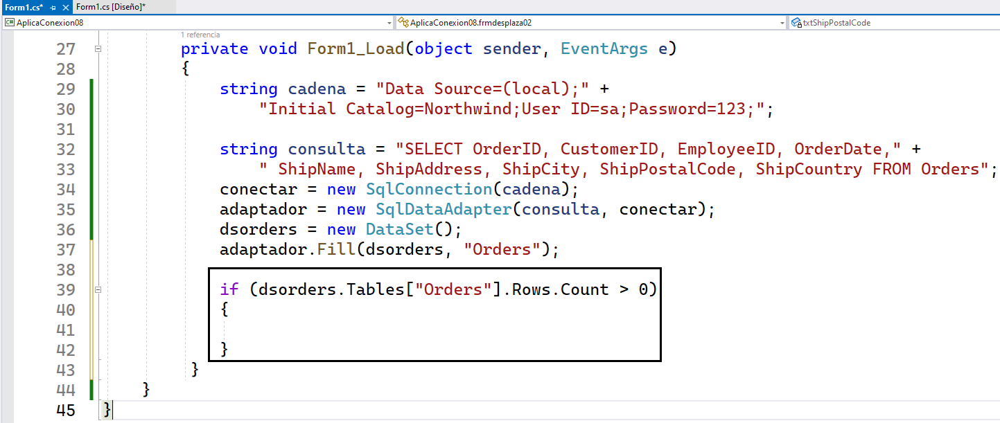 Form1.cs*
Form1.cs [Diseño]*
C# AplicaConexion08
AplicaConexion08.frmdesplaza02
txtShipPostalCode
1 referencia
27 private void Form1_Load(object sender, EventArgs e)
28 {
29 string cadena = "Data Source=(local);" +
30 "Initial Catalog=Northwind;User ID=sa;Password=123;";
31
32 string consulta = "SELECT OrderID, CustomerID, EmployeeID, OrderDate," +
33 " ShipName, ShipAddress, ShipCity, ShipPostalCode, ShipCountry FROM Orders";
34 conectar = new SqlConnection(cadena);
35 adaptador = new SqlDataAdapter(consulta, conectar);
36 dsorders = new DataSet();
37 adaptador.Fill(dsorders, "Orders");
38
39 if (dsorders.Tables["Orders"].Rows.Count > 0)
40 {
41
42 }
43 }
44 }
45 }